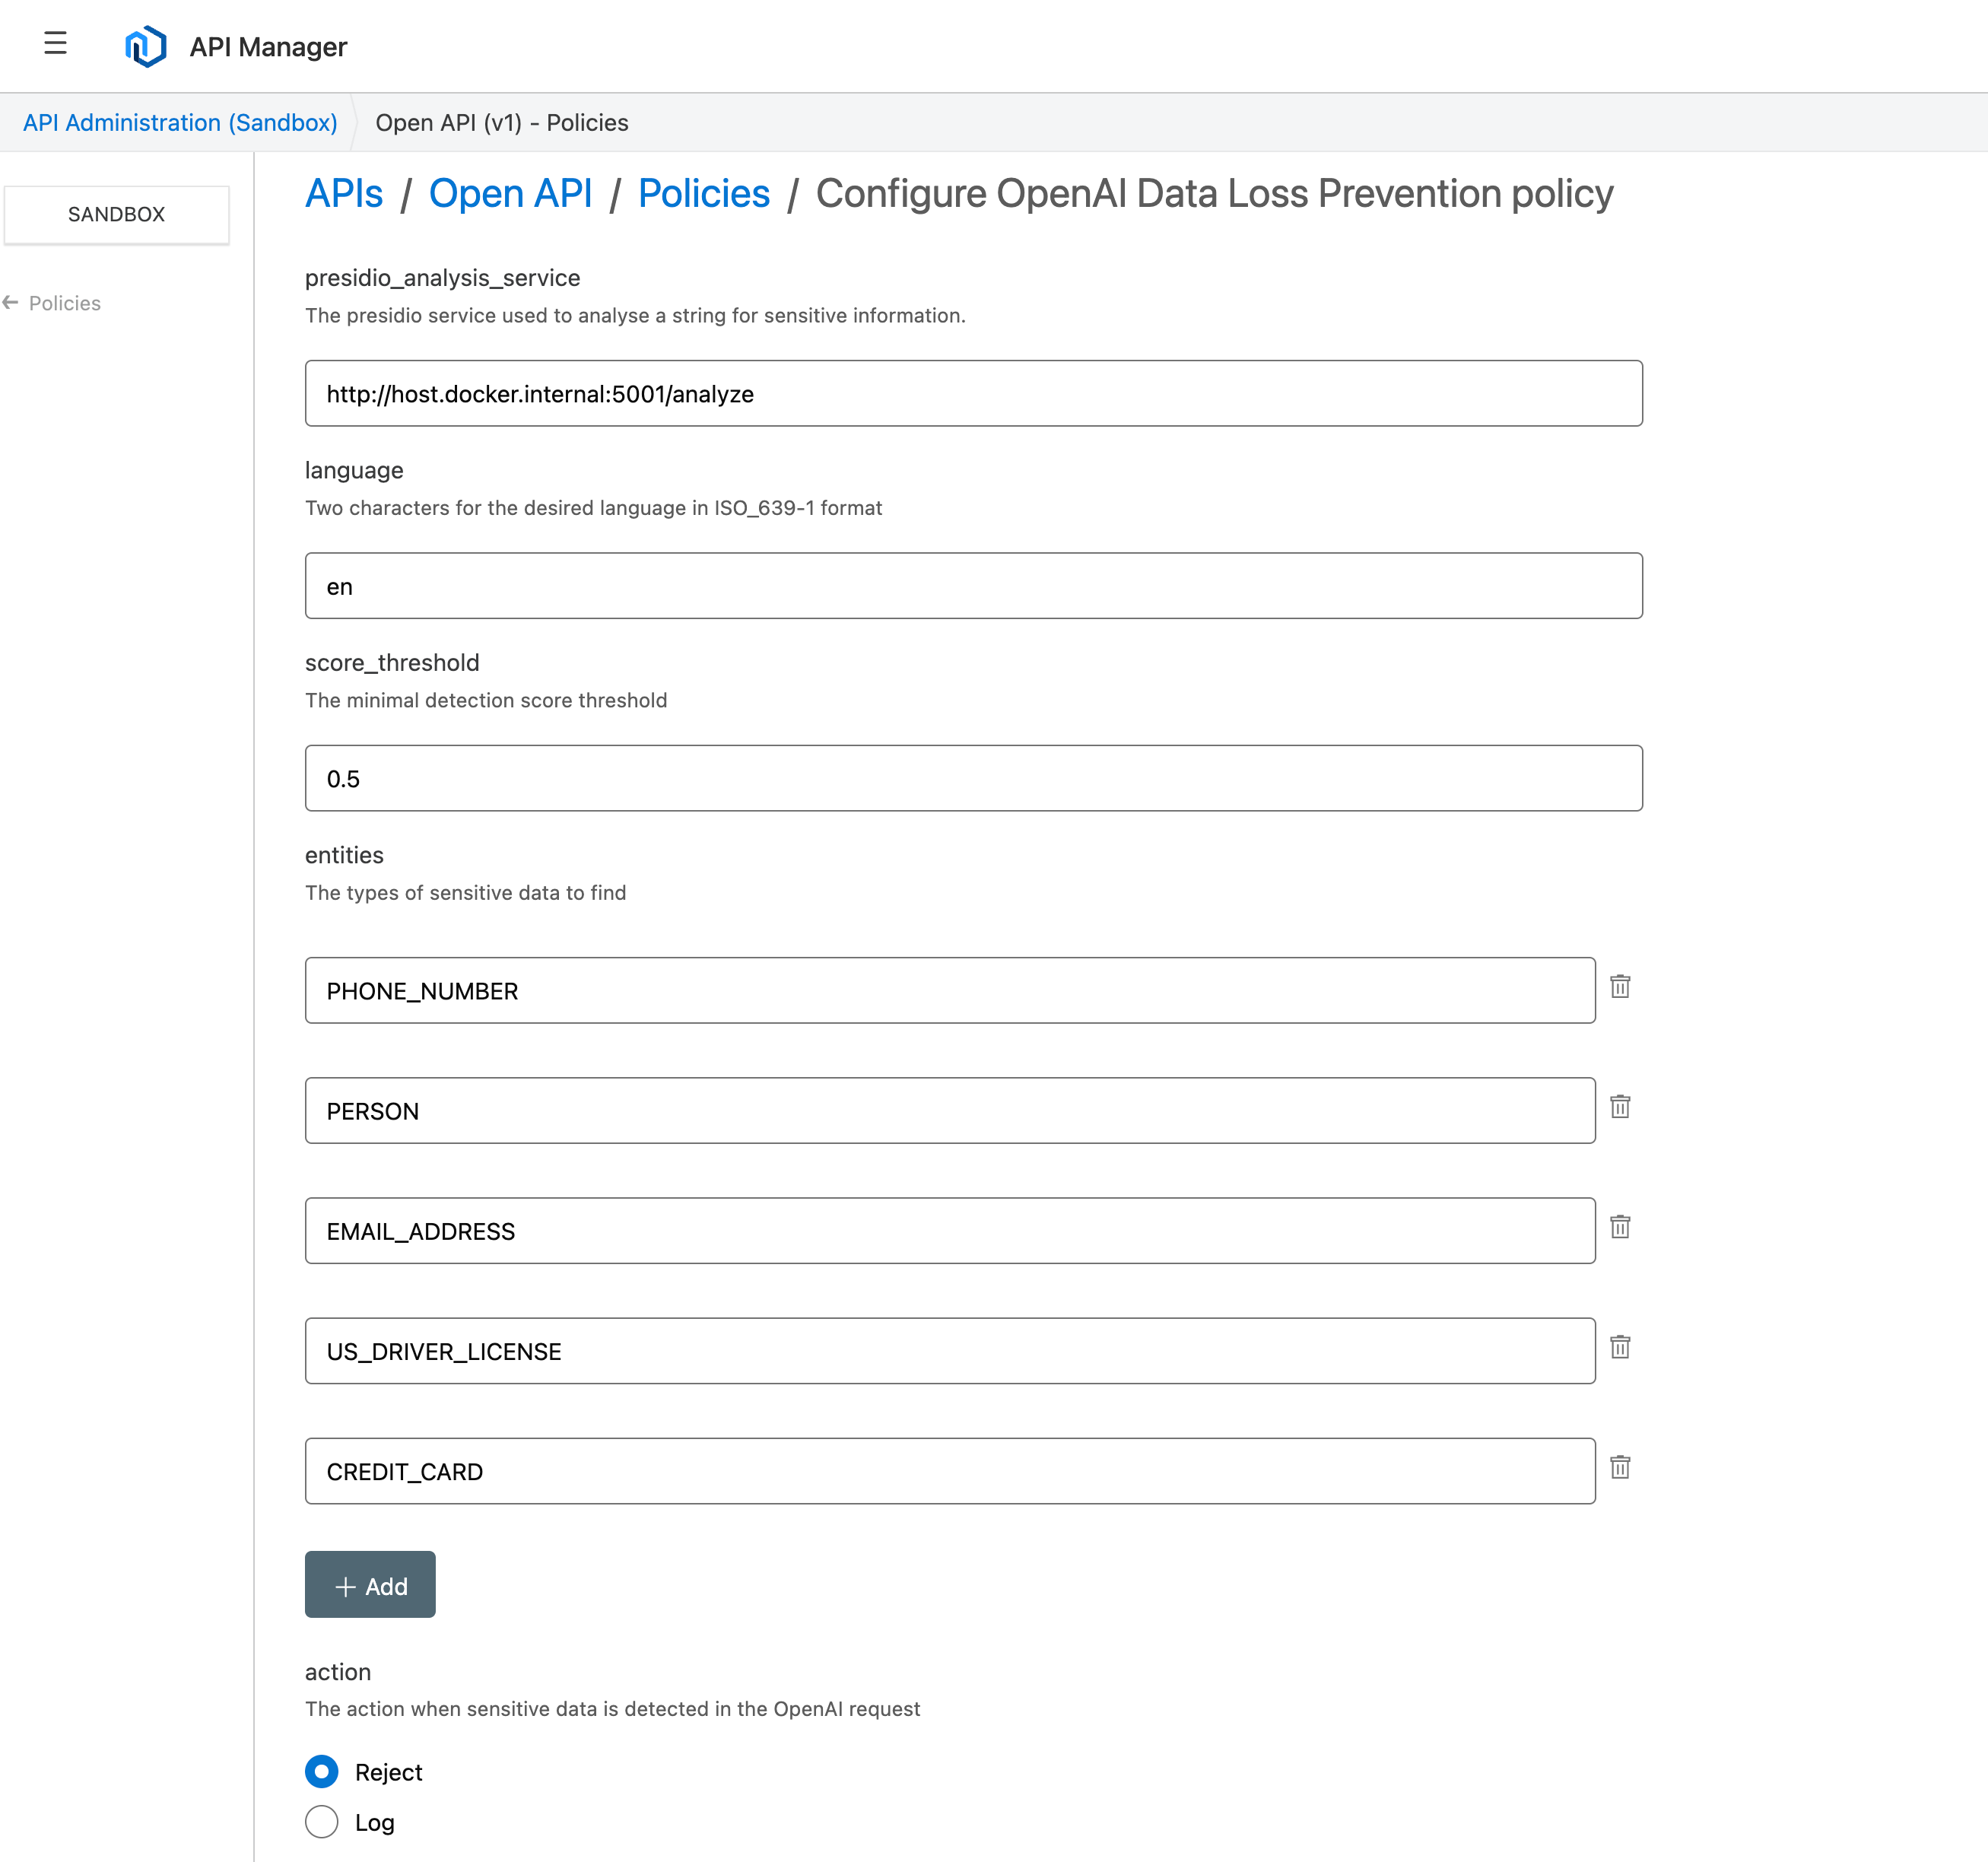 API Manager
API Administration (Sandbox)
Open API (v1) - Policies
SANDBOX
Policies
APIs / Open API / Policies / Configure OpenAI Data Loss Prevention policy
presidio_analysis_service
The presidio service used to analyse a string for sensitive information.
http://host.docker.internal:5001/analyze
language
Two characters for the desired language in ISO_639-1 format
en
score_threshold
The minimal detection score threshold
0.5
entities
The types of sensitive data to find
PHONE_NUMBER
PERSON
EMAIL_ADDRESS
US_DRIVER_LICENSE
CREDIT_CARD
Add
action
The action when sensitive data is detected in the OpenAI request
Reject
Log